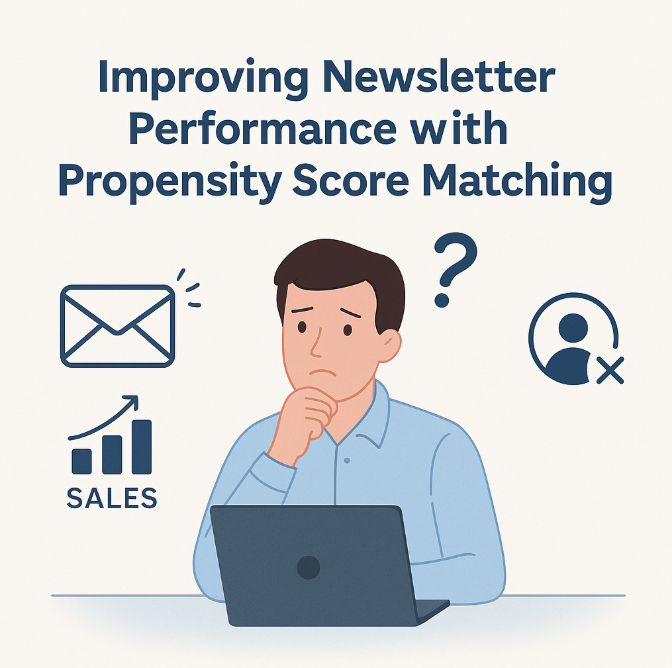 Improving Newsletter
Performance with
Propensity Score Matching
?
SALES